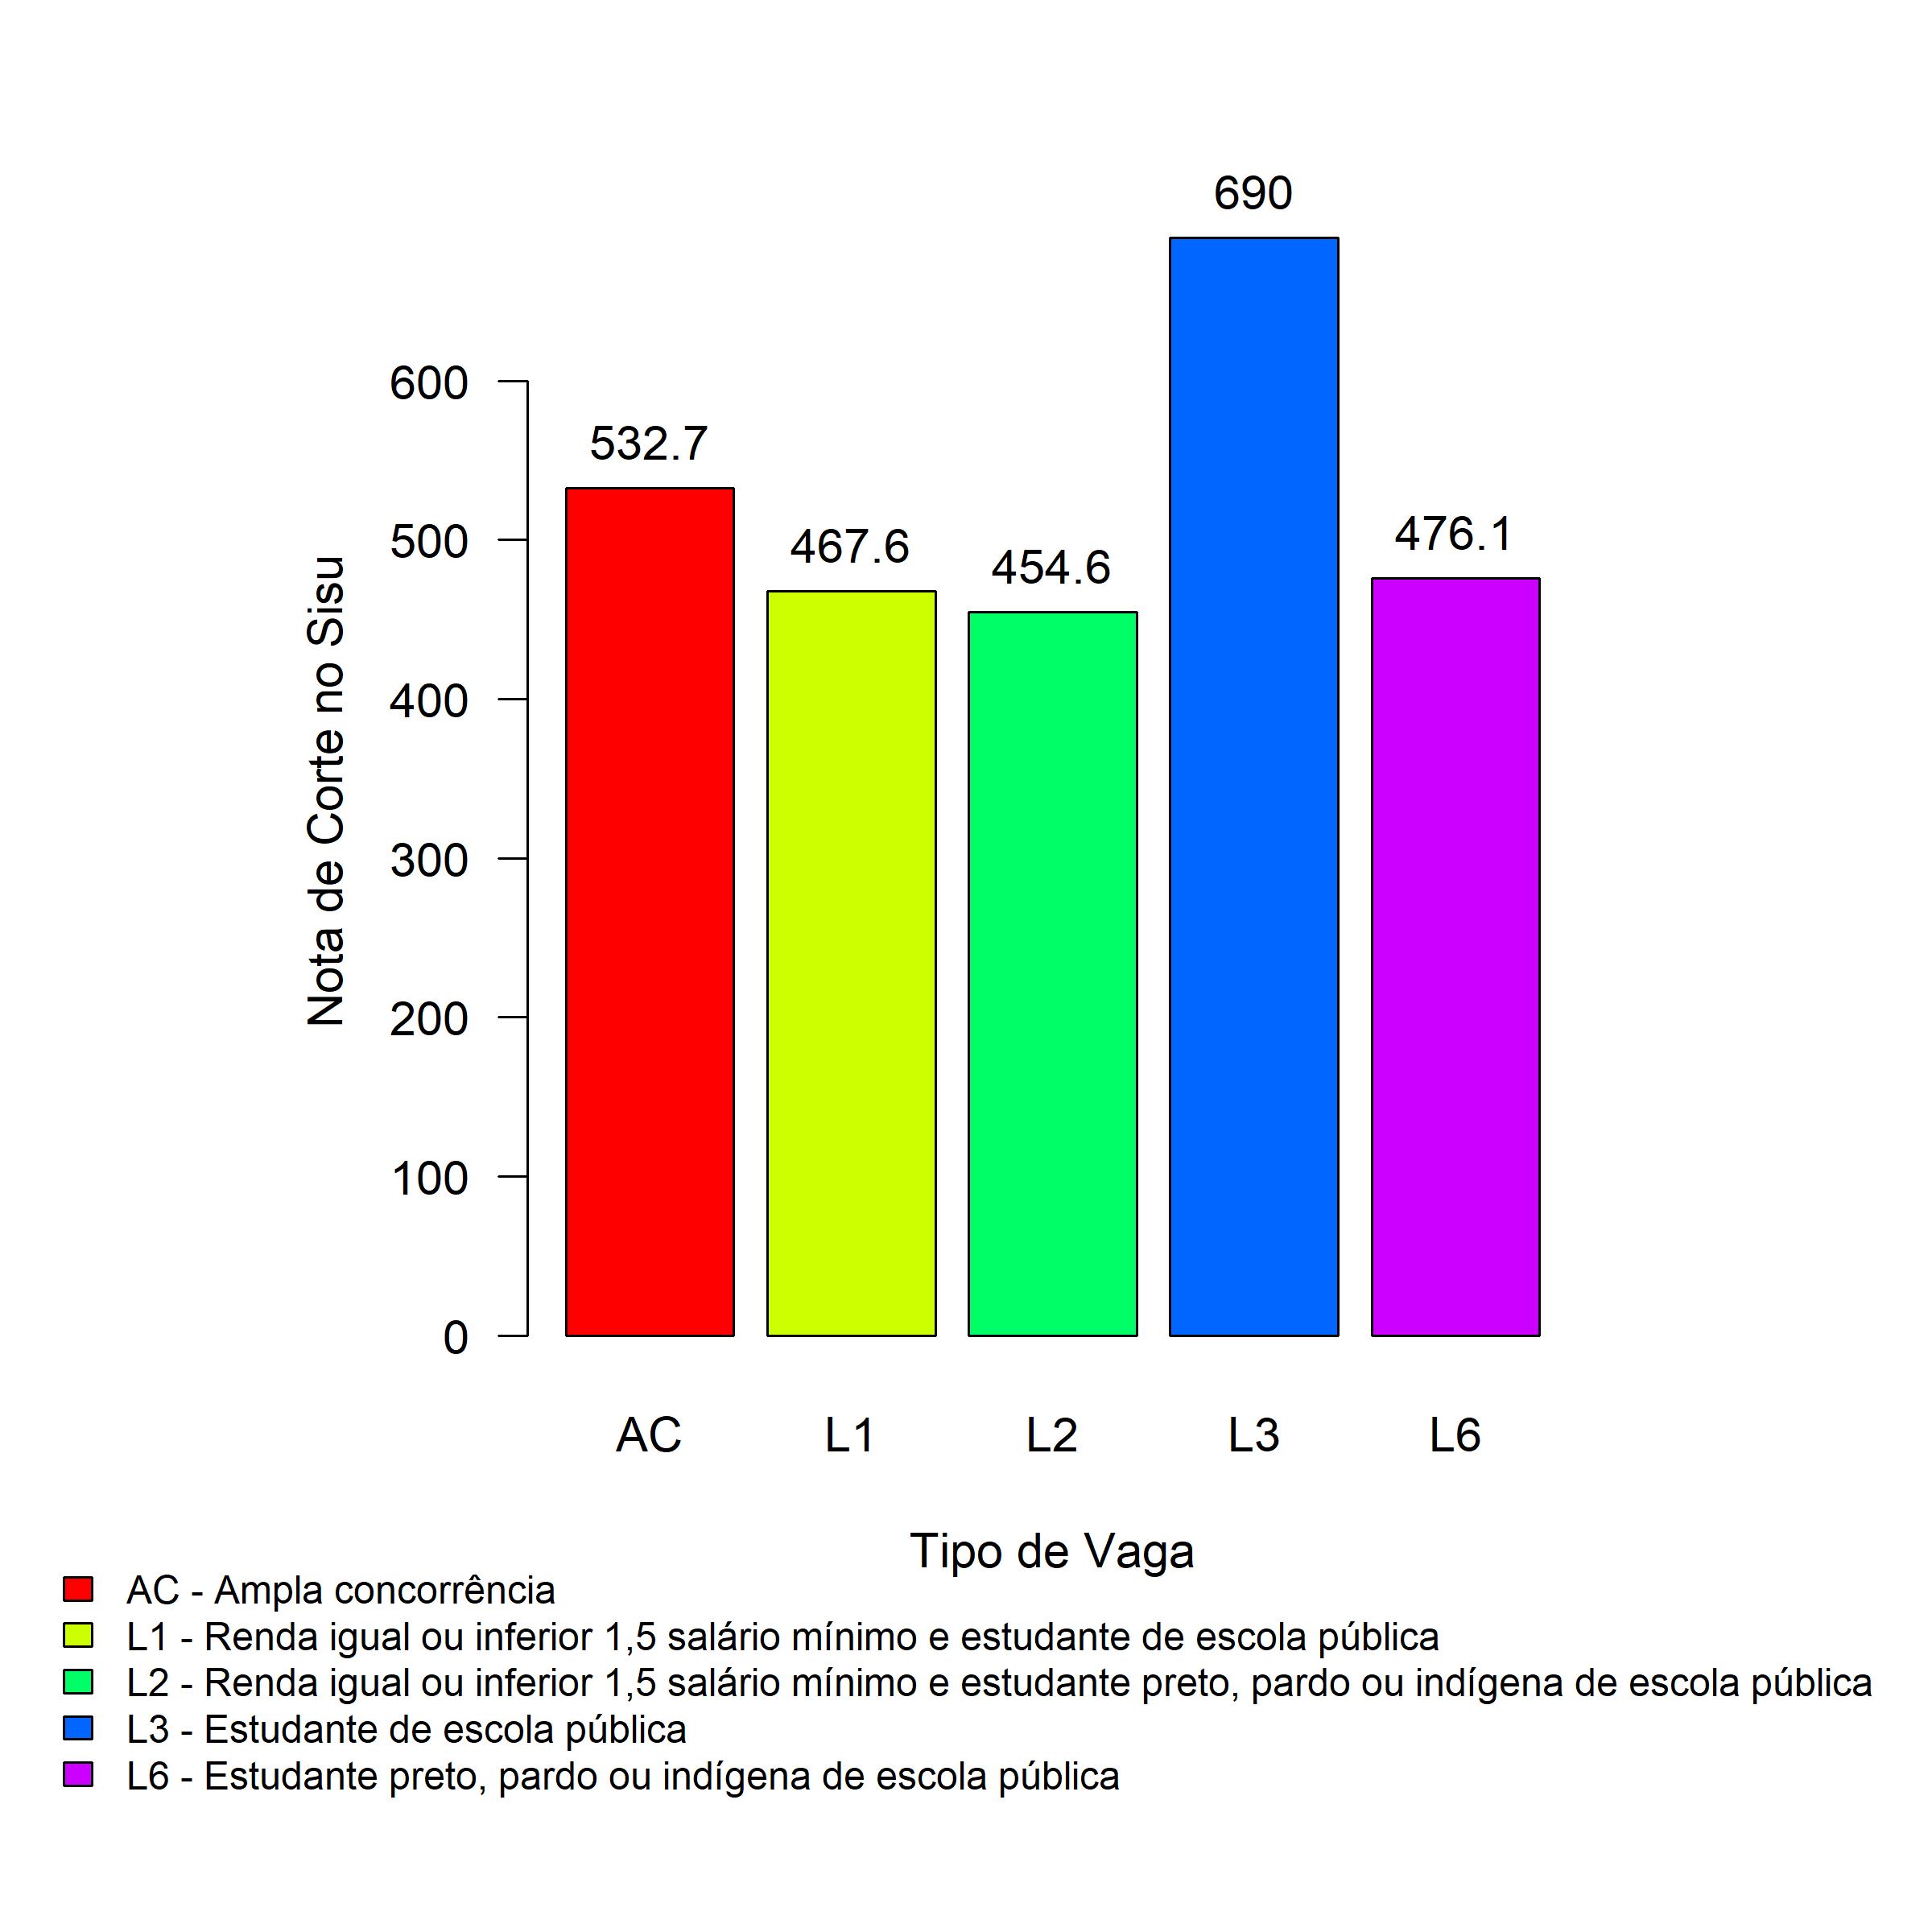 690
600
532.7
500
467.6
454.6
476.1
400
300
200
100
0
Nota de Corte no Sisu
AC
L1
L2
L3
L6
Tipo de Vaga
AC - Ampla concorrência
L1 - Renda igual ou inferior 1,5 salário mínimo e estudante de escola pública
L2 - Renda igual ou inferior 1,5 salário mínimo e estudante preto, pardo ou indígena de escola pública
L3 - Estudante de escola pública
L6 - Estudante preto, pardo ou indígena de escola pública